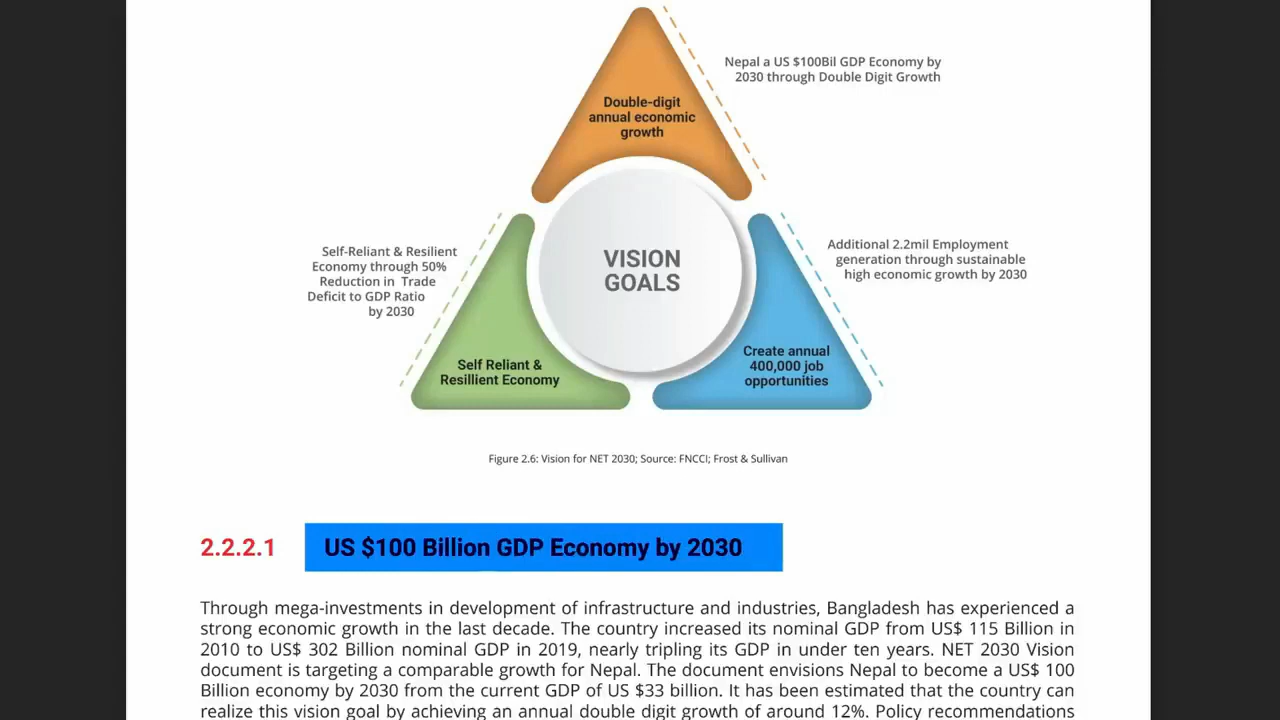 Nepal a US $100Bil GDP Economy by
2030 through Double Digit Growth
Double-digit
annual economic
growth
Self-Reliant & Resilient
Economy through 50%
Reduction in Trade
Deficit to GDP Ratio
by 2030
VISION
GOALS
Additional 2.2mil Employment
generation through sustainable
high economic growth by 2030
Self Reliant &
Resillient Economy
Create annual
400,000 job
opportunities
Figure 2.6: Vision for NET 2030; Source: FNCCI; Frost & Sullivan
2.2.2.1 US $100 Billion GDP Economy by 2030
Through mega-investments in development of infrastructure and industries, Bangladesh has experienced a
strong economic growth in the last decade. The country increased its nominal GDP from US$ 115 Billion in
2010 to US$ 302 Billion nominal GDP in 2019, nearly tripling its GDP in under ten years. NET 2030 Vision
document is targeting a comparable growth for Nepal. The document envisions Nepal to become a US$ 100
Billion economy by 2030 from the current GDP of US $33 billion. It has been estimated that the country can
realize this vision goal by achieving an annual double digit growth of around 12%. Policy recommendations